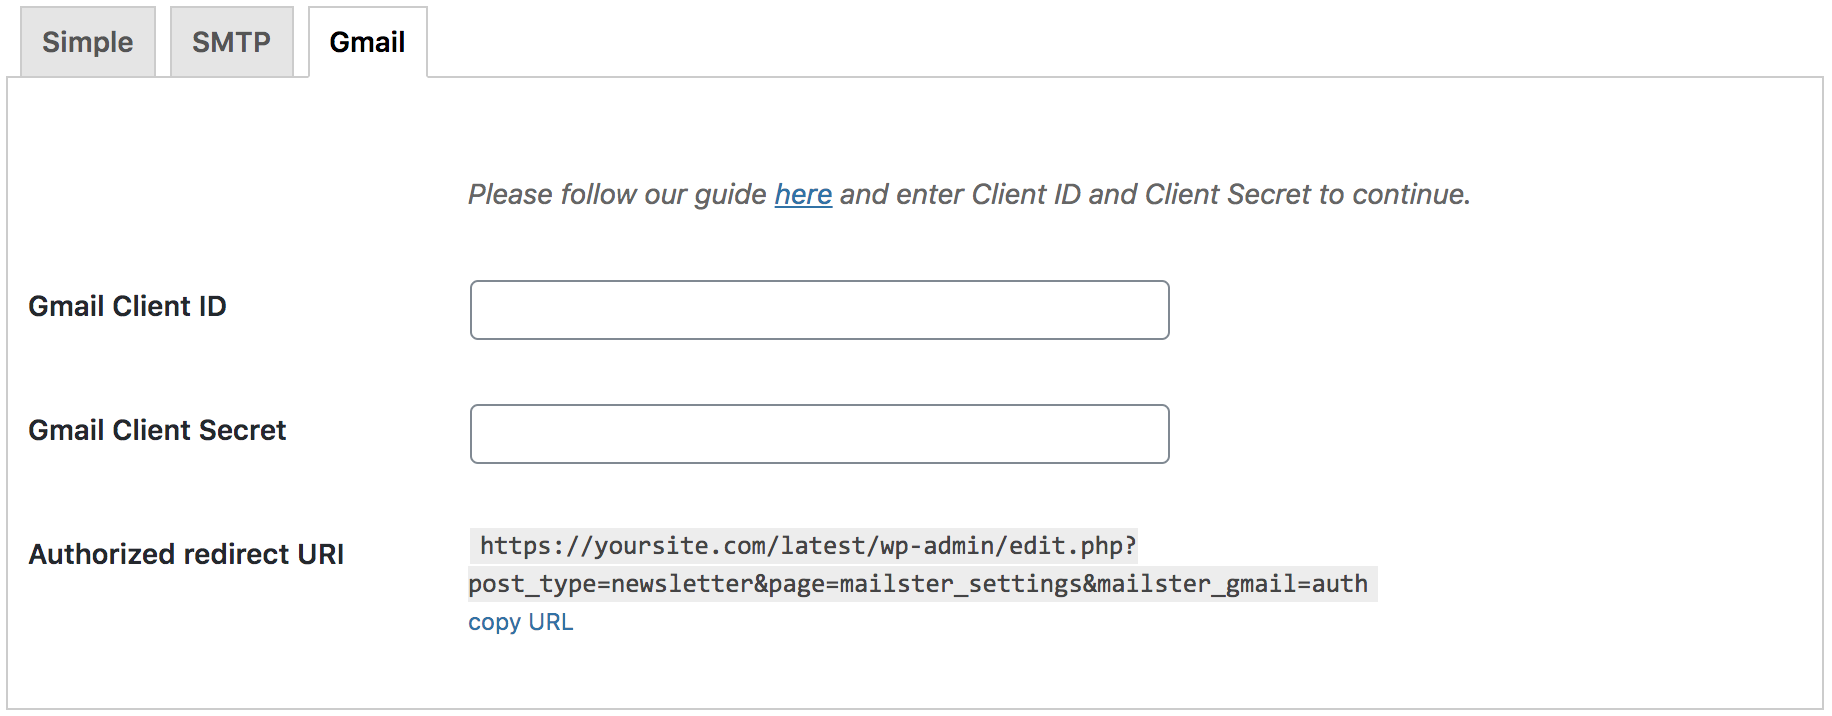 Simple SMTP Gmail
Please follow our guide here and enter Client ID and Client Secret to continue.
Gmail Client ID
Gmail Client Secret
Authorized redirect URI https://yoursite.com/latest/wp-admin/edit.php?
post_type=newsletter&page=mailster_settings&mailster_gmail=auth
copy URL